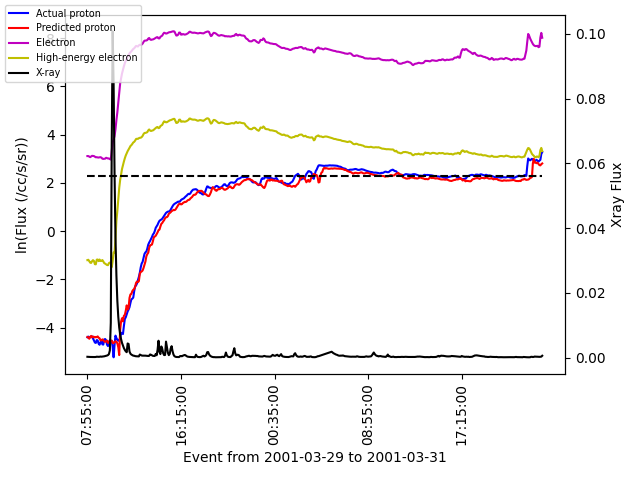 Actual proton
Predicted proton
Electron
High-energy electron
X-ray
6
4
2
0
−2
−4
ln(Flux (/cc/s/sr))
0.10
0.08
0.06
0.04
0.02
0.00
Xray Flux
07:55:00
16:15:00
00:35:00
08:55:00
17:15:00
Event from 2001-03-29 to 2001-03-31